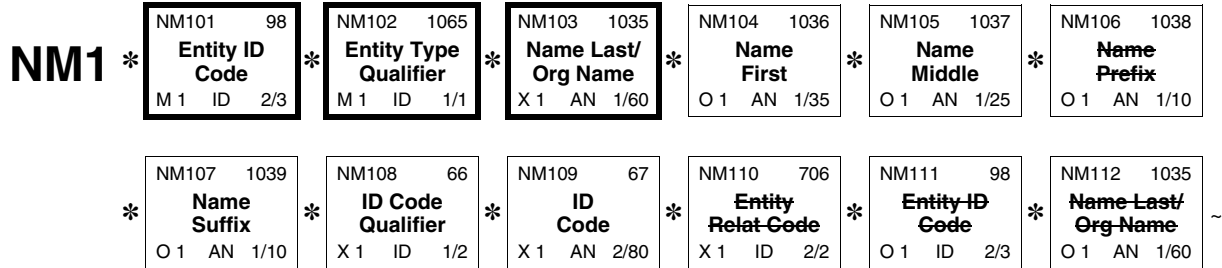 NM101 98 NM102 1065 NM103 1035 NM104 1036 NM105 1037 NM106 1038
NM1 * Entity ID * Entity Type * Name Last/ * Name * Name * Name
Code Qualifier Org Name First Middle Prefix
M 1 ID 2/3 M 1 ID 1/1 X 1 AN 1/60 O 1 AN 1/35 O 1 AN 1/25 O 1 AN 1/10
NM107 1039 NM108 66 NM109 67 NM110 706 NM111 98 NM112 1035
* Name * ID Code * ID * Entity * Entity ID * Name Last/ ~
Suffix Qualifier Code Relat Code Code Org Name
O 1 AN 1/10 X 1 ID 1/2 X 1 AN 2/80 X 1 ID 2/2 O 1 ID 2/3 O 1 AN 1/60